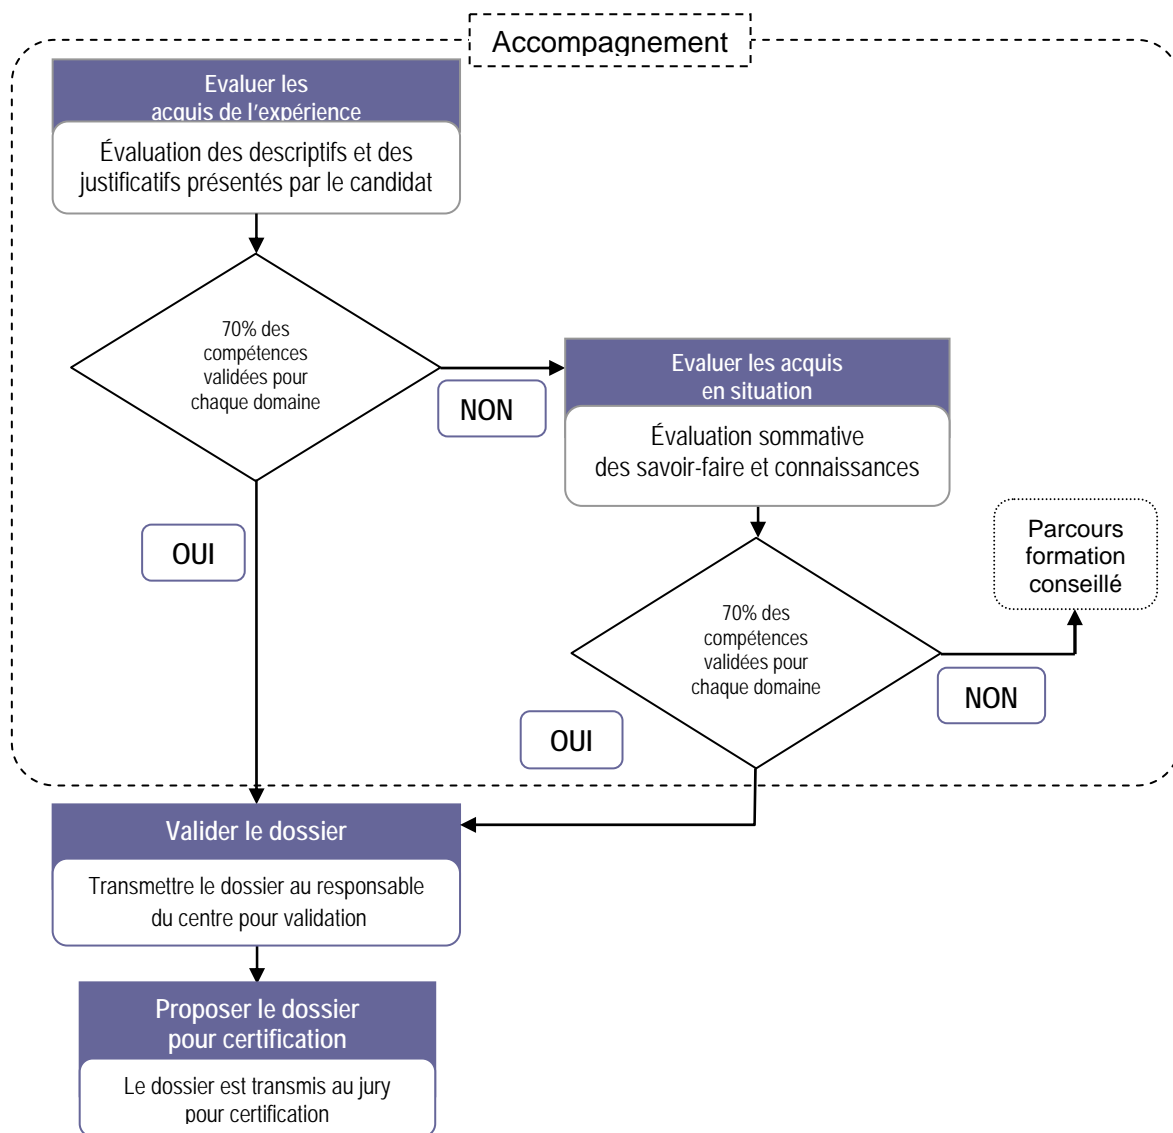 Accompagnement
Evaluer les
acquis de l'expérience
Évaluation des descriptifs et des
justificatifs présentés par le candidat
70% des
compétences
validées pour
chaque domaine
NON
Evaluer les acquis
en situation
Évaluation sommative
des savoir-faire et connaissances
OUI
Parcours
formation
conseillé
70% des
compétences
validées pour
chaque domaine
NON
OUI
Valider le dossier
Transmettre le dossier au responsable
du centre pour validation
Proposer le dossier
pour certification
Le dossier est transmis au jury
pour certification